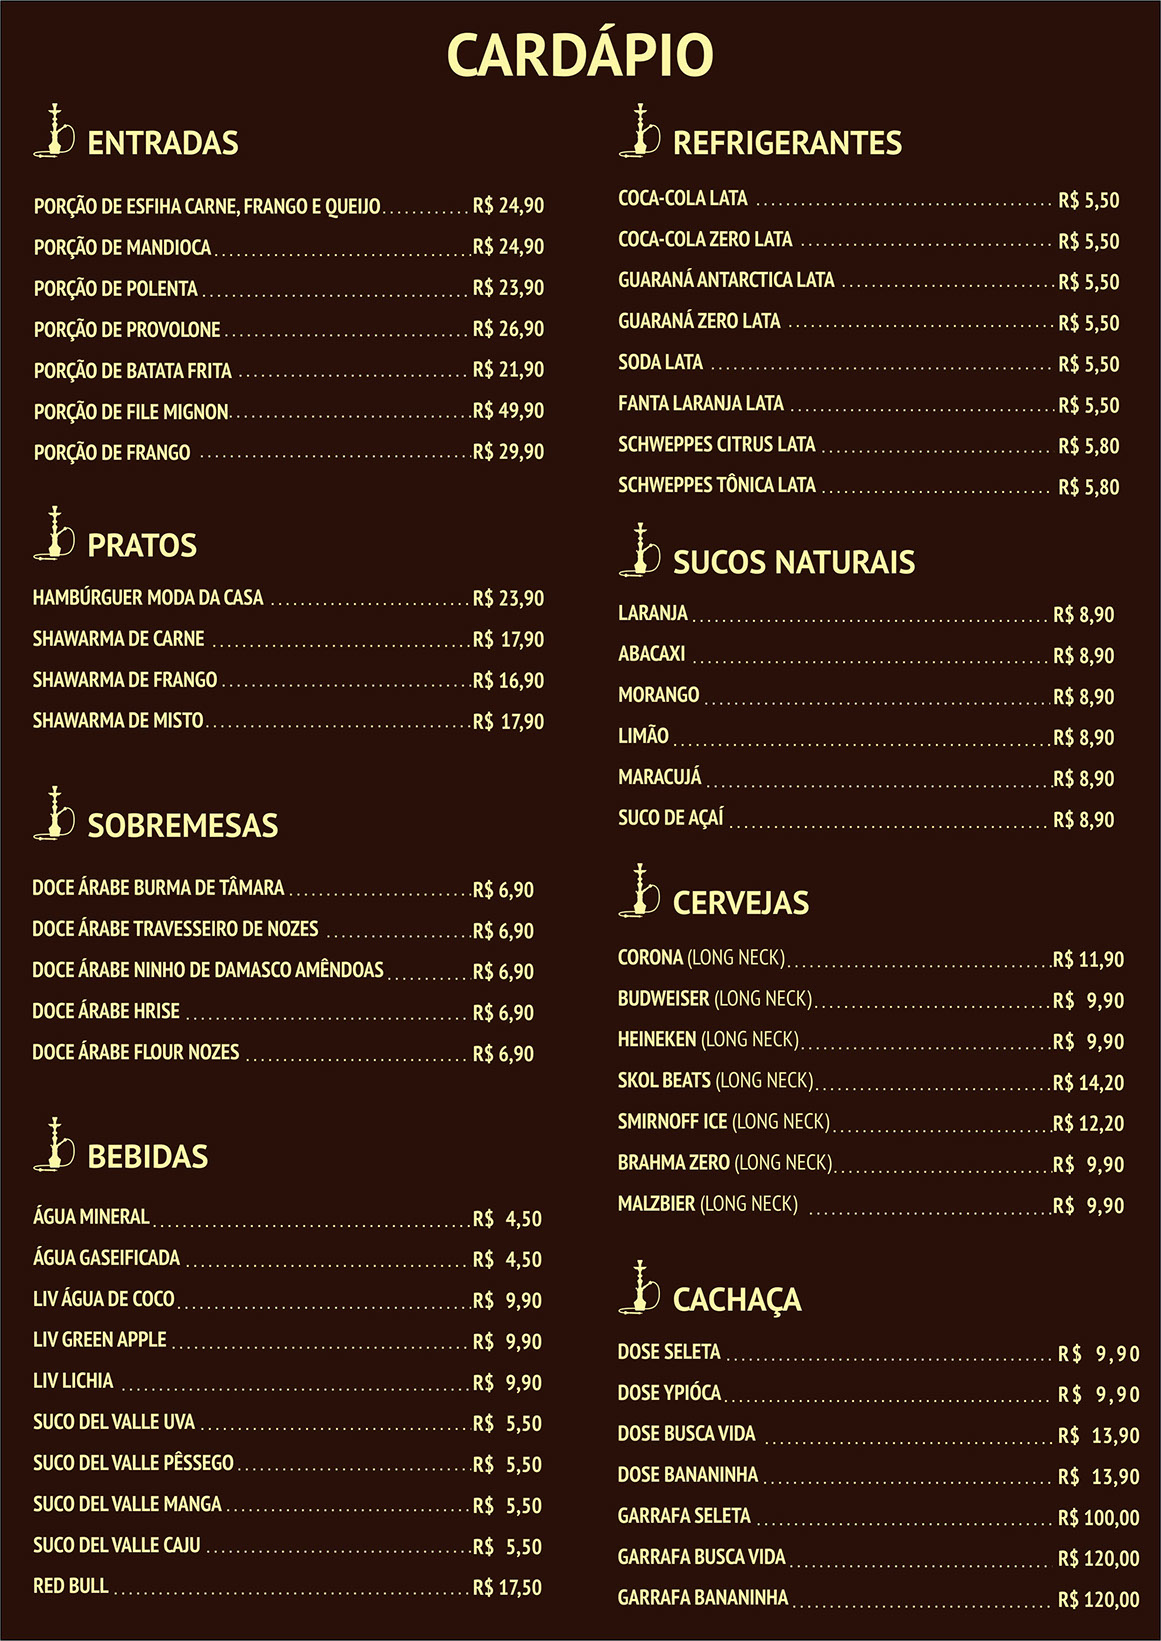 CARDÁPIO
ENTRADAS
PORÇÃO DE ESFIHA CARNE, FRANGO E QUEIJO............ R$ 24,90
PORÇÃO DE MANDIOCA................................ R$ 24,90
PORÇÃO DE POLENTA................................ R$ 23,90
PORÇÃO DE PROVOLONE................................ R$ 26,90
PORÇÃO DE BATATA FRITA................................ R$ 21,90
PORÇÃO DE FILE MIGNON................................ R$ 49,90
PORÇÃO DE FRANGO................................ R$ 29,90
PRATOS
HAMBÚRGUER MODA DA CASA................................ R$ 23,90
SHAWARMA DE CARNE................................ R$ 17,90
SHAWARMA DE FRANGO................................ R$ 16,90
SHAWARMA DE MISTO................................ R$ 17,90
SOBREMESAS
DOCE ÁRABE BURMA DE TÂMARA........................ R$ 6,90
DOCE ÁRABE TRAVESSEIRO DE NOZES.................... R$ 6,90
DOCE ÁRABE NINHO DE DAMASCO AMÊNDOAS............ R$ 6,90
DOCE ÁRABE HRISE................................ R$ 6,90
DOCE ÁRABE FLOUR NOZES............................ R$ 6,90
BEBIDAS
ÁGUA MINERAL................................ R$ 4,50
ÁGUA GASEIFICADA................................ R$ 4,50
LIV ÁGUA DE COCO................................ R$ 9,90
LIV GREEN APPLE................................ R$ 9,90
LIV LICHIA................................ R$ 9,90
SUCO DEL VALLE UVA................................ R$ 5,50
SUCO DEL VALLE PÊSSEGO............................ R$ 5,50
SUCO DEL VALLE MANGA............................ R$ 5,50
SUCO DEL VALLE CAJU................................ R$ 5,50
RED BULL................................ R$ 17,50
REFRIGERANTES
COCA-COLA LATA................................ R$ 5,50
COCA-COLA ZERO LATA................................ R$ 5,50
GUARANÁ ANTARCTICA LATA............................ R$ 5,50
GUARANÁ ZERO LATA................................ R$ 5,50
SODA LATA................................ R$ 5,50
FANTA LARANJA LATA................................ R$ 5,50
SCHWEPPES CITRUS LATA............................ R$ 5,80
SCHWEPPES TÔNICA LATA............................ R$ 5,80
SUCOS NATURAIS
LARANJA................................ R$ 8,90
ABACAXI................................ R$ 8,90
MORANGO................................ R$ 8,90
LIMÃO................................ R$ 8,90
MARACUJÁ................................ R$ 8,90
SUCO DE AÇAÍ................................ R$ 8,90
CERVEJAS
CORONA (LONG NECK)................................ R$ 11,90
BUDWEISER (LONG NECK)............................ R$ 9,90
HEINEKEN (LONG NECK)............................ R$ 9,90
SKOL BEATS (LONG NECK)............................ R$ 14,20
SMIRNOFF ICE (LONG NECK)........................ R$ 12,20
BRAHMA ZERO (LONG NECK)........................ R$ 9,90
MALZBIER (LONG NECK)............................ R$ 9,90
CACHAÇA
DOSE SELETA................................ R$ 9,90
DOSE YPIÓCA................................ R$ 9,90
DOSE BUSCA VIDA................................ R$ 13,90
DOSE BANANINHA................................ R$ 13,90
GARRAFA SELETA................................ R$ 100,00
GARRAFA BUSCA VIDA................................ R$ 120,00
GARRAFA BANANINHA................................ R$ 120,00